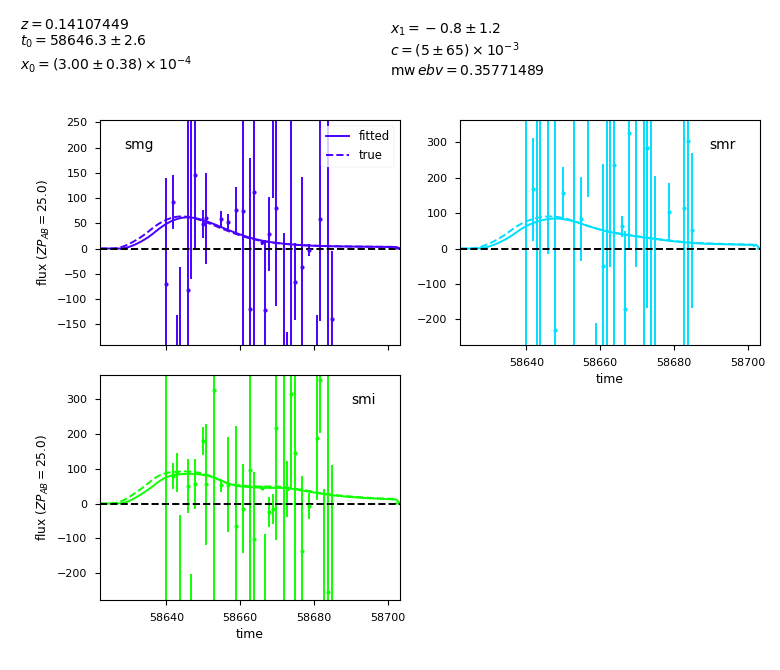 z = 0.14107449
t₀ = 58646.3 ± 2.6
x₀ = (3.00 ± 0.38) × 10⁻⁴
x₁ = −0.8 ± 1.2
c = (5 ± 65) × 10⁻³
mw ebv = 0.35771489
250
200
150
100
50
0
−50
−100
−150
flux (ZP_AB = 25.0)
smg
fitted
true
300
200
100
0
−100
−200
smr
58640
58660
58680
58700
time
300
200
100
0
−100
−200
flux (ZP_AB = 25.0)
smi
58640
58660
58680
58700
time